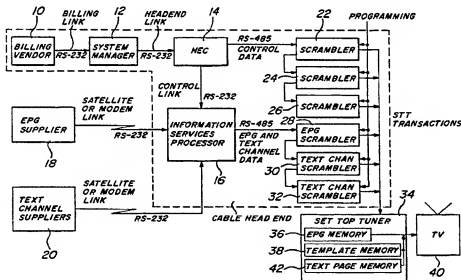 PROGRAMMING
BILLING LINK
HEADEND LINK
10
12
14
22
BILLING VENDOR
RS-232
SYSTEM MANAGER
RS-232
HEC
RS-485
CONTROL DATA
SCRAMBLER
24
SCRAMBLER
CONTROL LINK
RS-232
26
SCRAMBLER
STT TRANSACTIONS
SATELLITE OR MODEM LINK
28
EPG SUPPLIER
RS-232
18
INFORMATION SERVICES PROCESSOR
16
RS-485
EPG AND TEXT CHANNEL DATA
EPG SCRAMBLER
30
TEXT CHAN SCRAMBLER
SATELLITE OR MODEM LINK
32
TEXT CHAN SCRAMBLER
TEXT CHANNEL SUPPLIERS
20
RS-232
CABLE HEAD END
SET TOP TUNER
34
36
EPG MEMORY
38
TEMPLATE MEMORY
42
TEXT PAGE MEMORY
TV
40